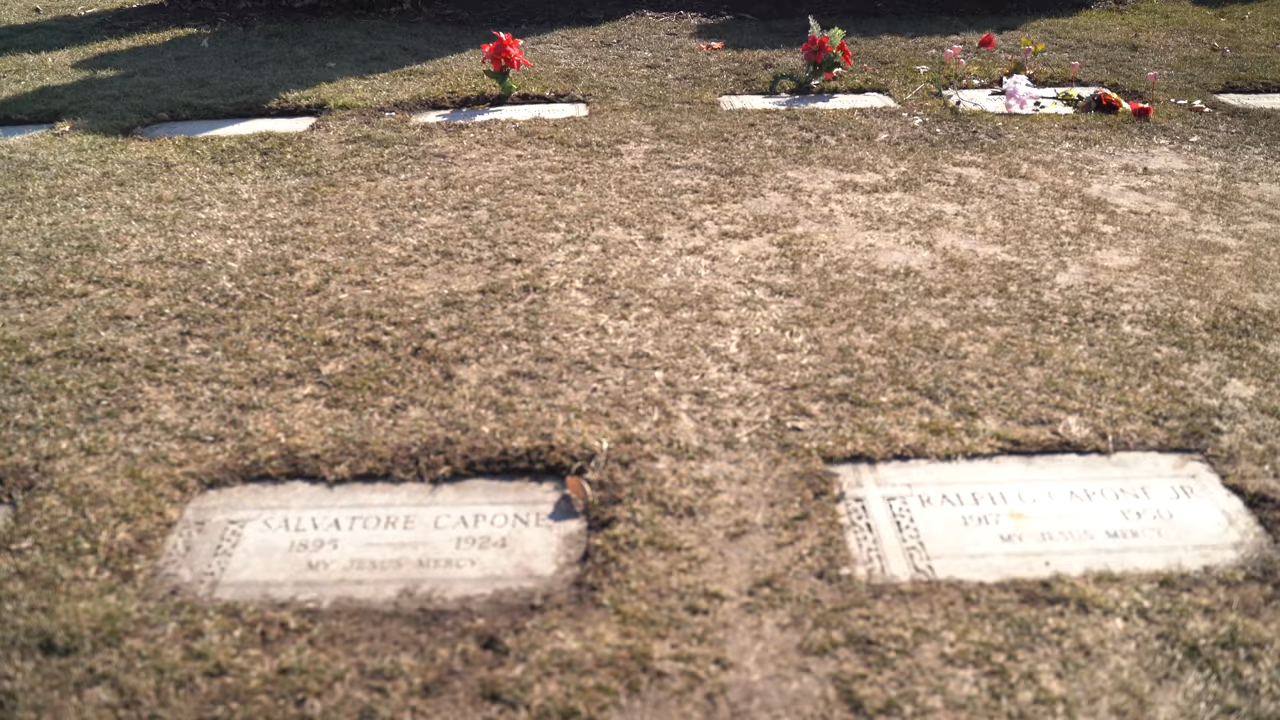 SALVATORE CAPONE
1895 1924
MY JESUS MERCY
RALPH G CAPONE JR
1917 1950
MY JESUS MERCY